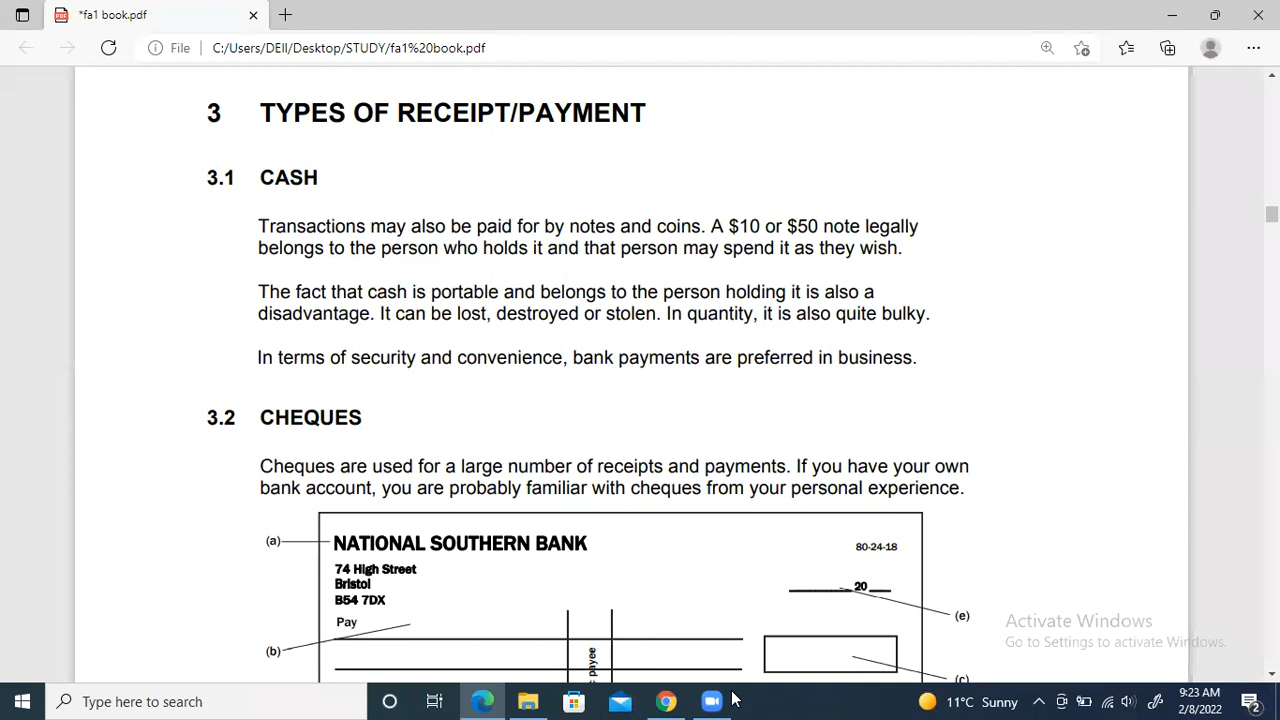 *fa1 book.pdf
File
C:/Users/DEll/Desktop/STUDY/fa1%20book.pdf
3 TYPES OF RECEIPT/PAYMENT
3.1 CASH
Transactions may also be paid for by notes and coins. A $10 or $50 note legally
belongs to the person who holds it and that person may spend it as they wish.
The fact that cash is portable and belongs to the person holding it is also a
disadvantage. It can be lost, destroyed or stolen. In quantity, it is also quite bulky.
In terms of security and convenience, bank payments are preferred in business.
3.2 CHEQUES
Cheques are used for a large number of receipts and payments. If you have your own
bank account, you are probably familiar with cheques from your personal experience.
(a) NATIONAL SOUTHERN BANK 80-24-18
74 High Street
Bristol
B54 7DX
20
(e)
Pay
(b)
payee
(c)
Activate Windows
Go to Settings to activate Windows.
Type here to search
11°C Sunny
9:23 AM
2/8/2022
2